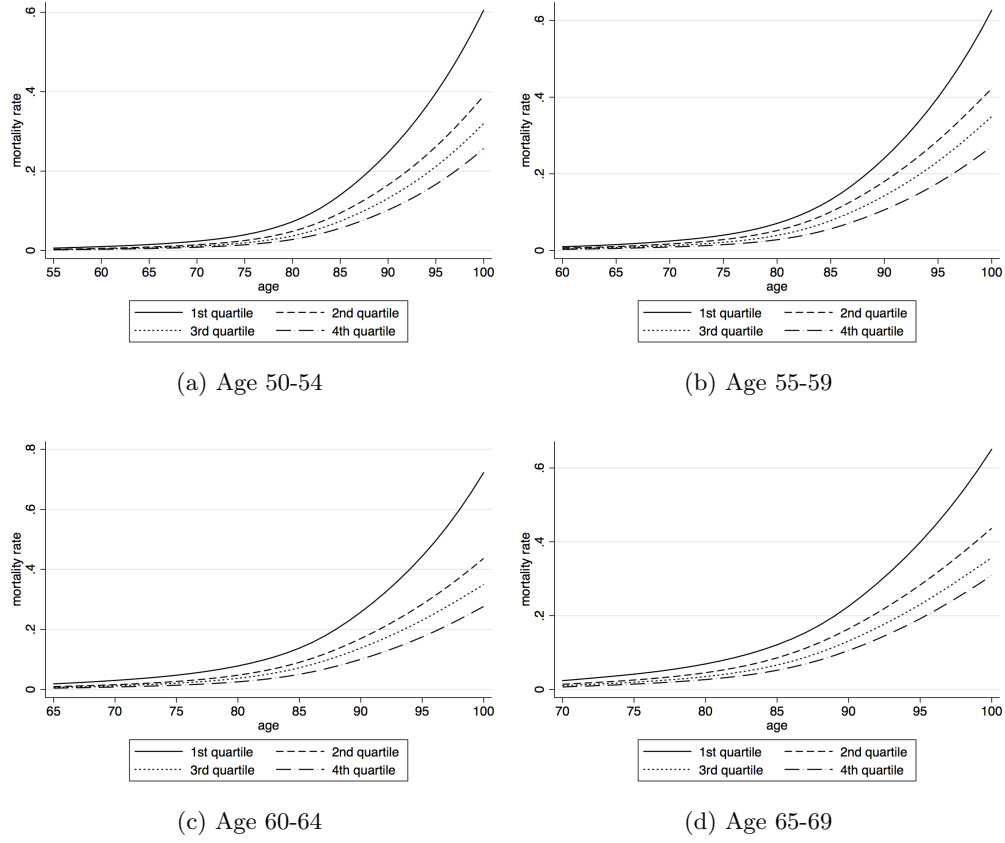 .6
.4
.2
0
mortality rate
55 60 65 70 75 80 85 90 95 100
age
1st quartile 2nd quartile
3rd quartile 4th quartile
(a) Age 50-54
.6
.4
.2
0
mortality rate
60 65 70 75 80 85 90 95 100
age
1st quartile 2nd quartile
3rd quartile 4th quartile
(b) Age 55-59
.8
.6
.4
.2
0
mortality rate
65 70 75 80 85 90 95 100
age
1st quartile 2nd quartile
3rd quartile 4th quartile
(c) Age 60-64
.6
.4
.2
0
mortality rate
70 75 80 85 90 95 100
age
1st quartile 2nd quartile
3rd quartile 4th quartile
(d) Age 65-69